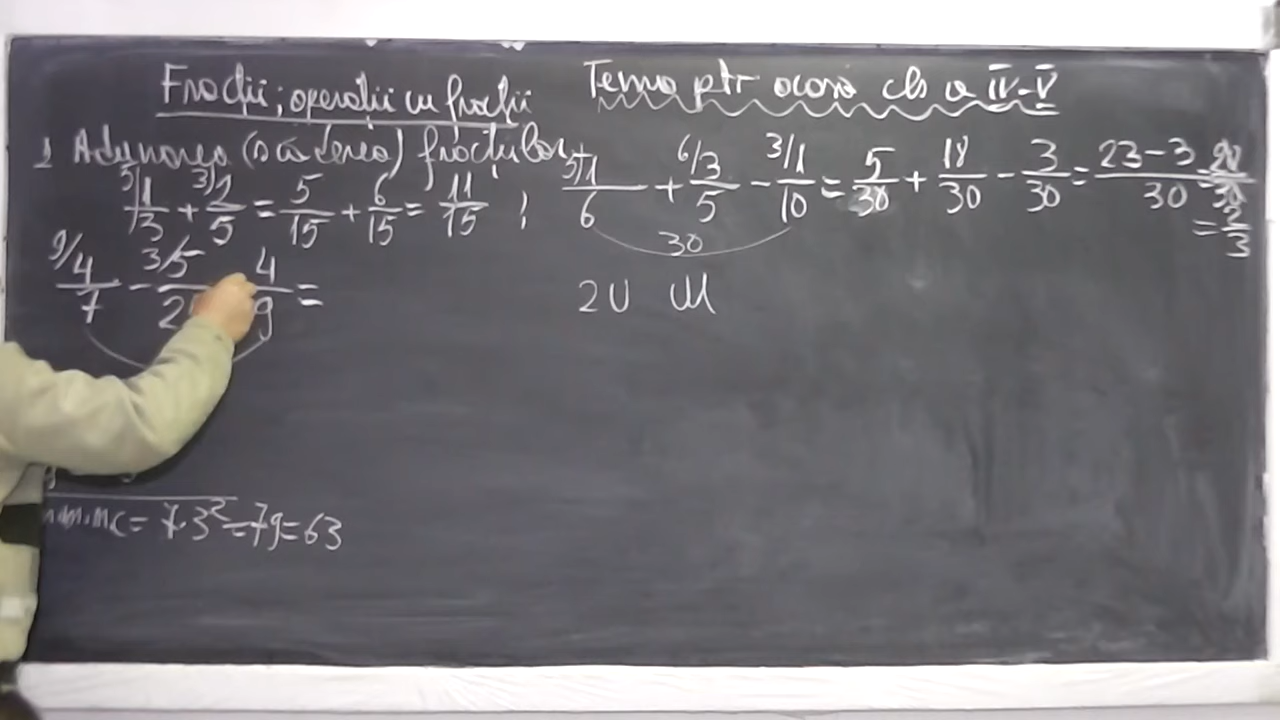 Fracții; operații cu fracții
Tema ptr acasă cls a IV-V
1 Adunarea (scăderea) fracțiilor
5/1/3 + 3/2/5 = 5/15 + 6/15 = 11/15 ;
5/1/6 + 6/3/5 - 3/1/10 = 5/30 + 18/30 - 3/30 = 23-3/30 = 20/30
= 2/3
30
9/4/7 - 3/5/2 4/9 =
2U
c.m.m.m.c = 7·3² = 7·9 = 63